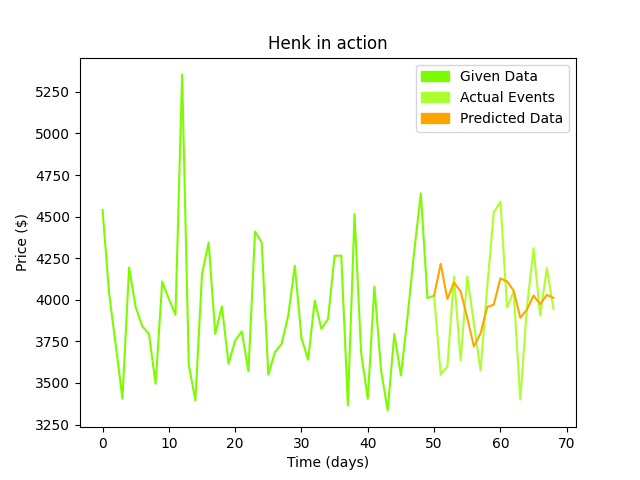 Henk in action
Given Data
Actual Events
Predicted Data
Price ($)
5250
5000
4750
4500
4250
4000
3750
3500
3250
0 10 20 30 40 50 60 70
Time (days)